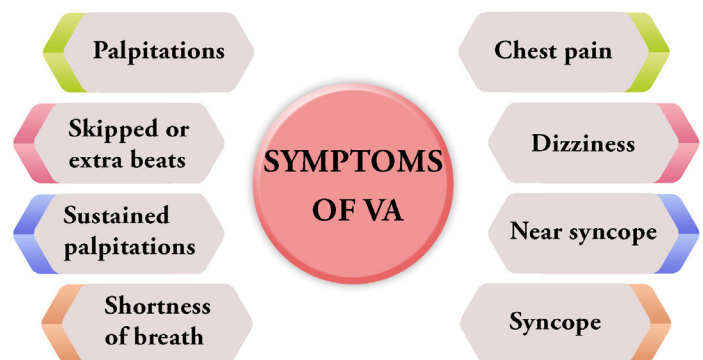 Palpitations
Skipped or
extra beats
Sustained
palpitations
Shortness
of breath
SYMPTOMS
OF VA
Chest pain
Dizziness
Near syncope
Syncope